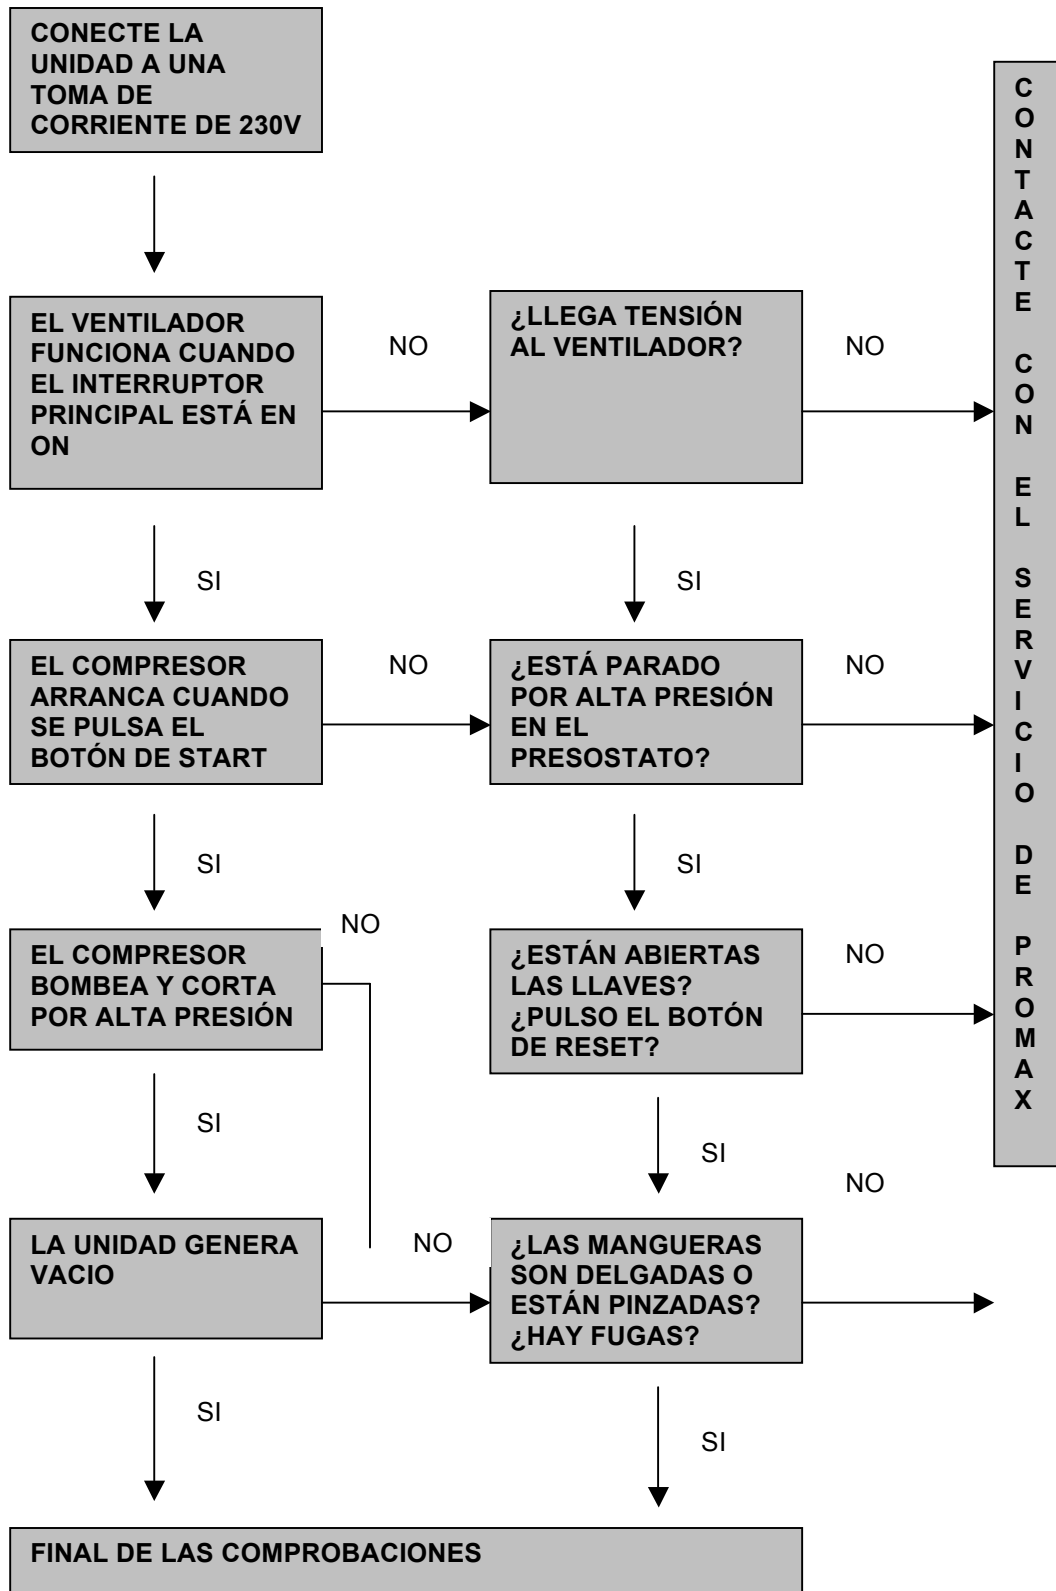 CONECTE LA
UNIDAD A UNA
TOMA DE
CORRIENTE DE 230V
EL VENTILADOR
FUNCIONA CUANDO
EL INTERRUPTOR
PRINCIPAL ESTÁ EN
ON
NO
¿LLEGA TENSIÓN
AL VENTILADOR?
NO
SI
SI
EL COMPRESOR
ARRANCA CUANDO
SE PULSA EL
BOTÓN DE START
NO
¿ESTÁ PARADO
POR ALTA PRESIÓN
EN EL
PRESOSTATO?
NO
SI
SI
EL COMPRESOR
BOMBEA Y CORTA
POR ALTA PRESIÓN
NO
¿ESTÁN ABIERTAS
LAS LLAVES?
¿PULSO EL BOTÓN
DE RESET?
NO
SI
SI
LA UNIDAD GENERA
VACIO
NO
¿LAS MANGUERAS
SON DELGADAS O
ESTÁN PINZADAS?
¿HAY FUGAS?
NO
SI
SI
FINAL DE LAS COMPROBACIONES
CONTACTE CON EL SERVICIO DE PROMAX